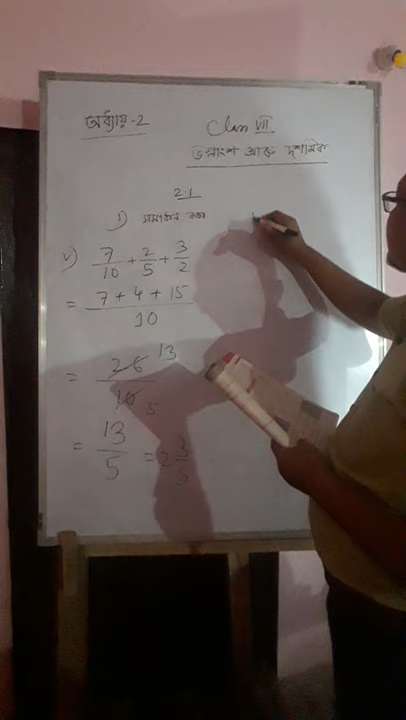 অধ্যায়-2
Class VII
ভগ্নাংশ আৰু দশমিক
2.1
1) সমাধান কৰা
v) 7/10 + 2/5 + 3/2
= 7 + 4 + 15 / 10
= 26 13 / 10 5
= 13/5 = 2 3/5